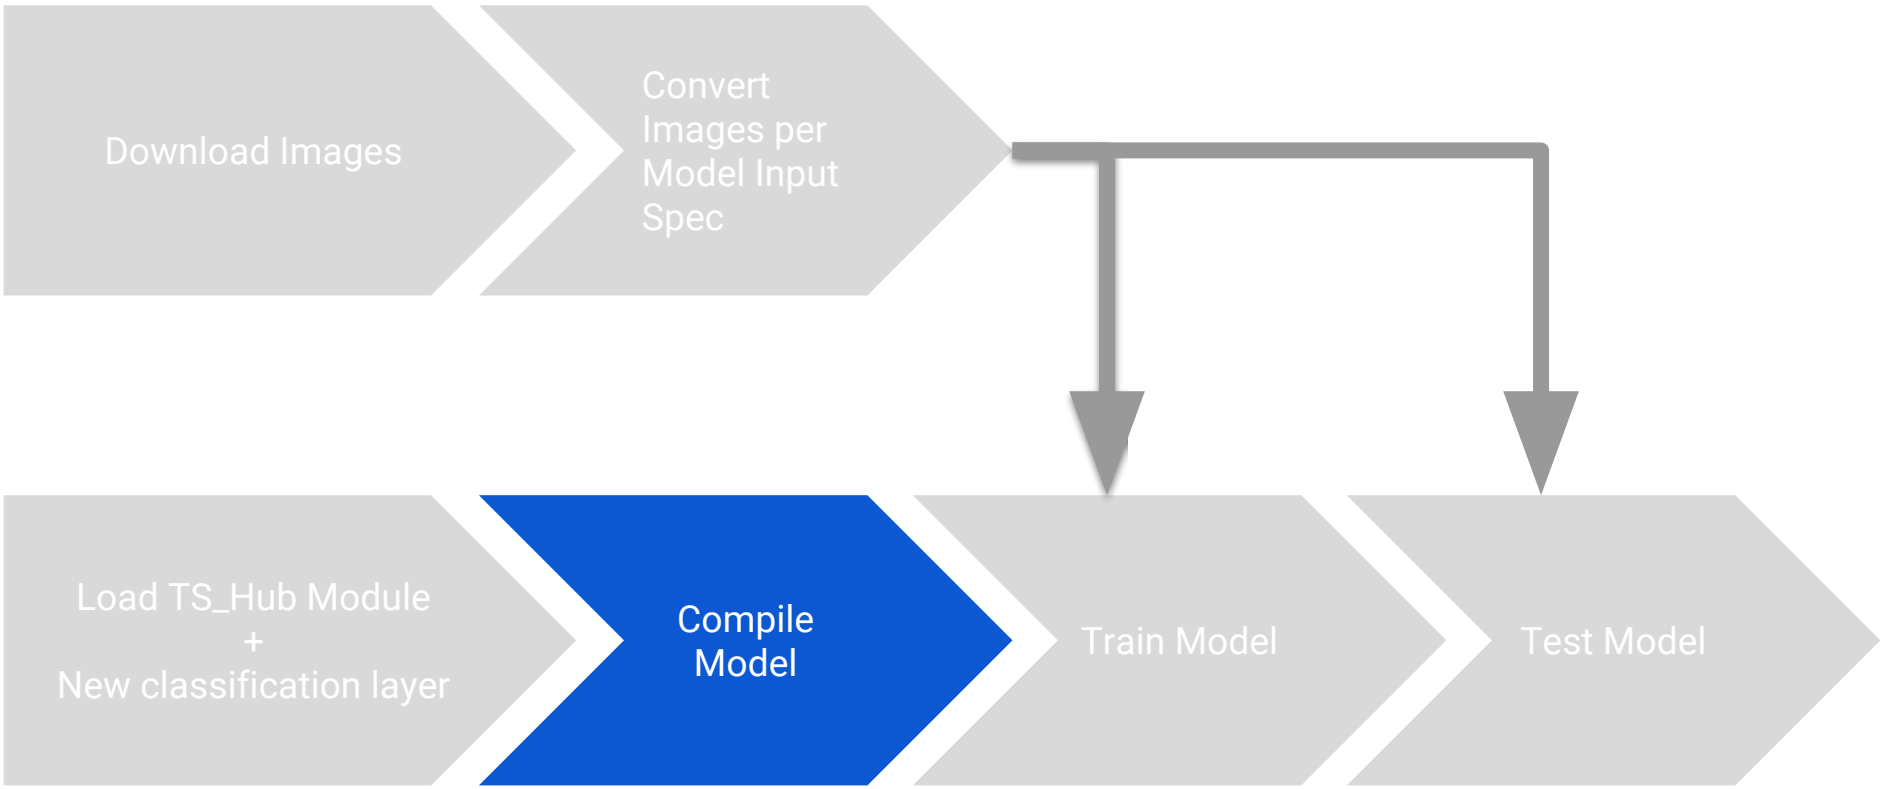 Download Images
Convert
Images per
Model Input
Spec
Load TS_Hub Module
+
New classification layer
Compile
Model
Train Model
Test Model